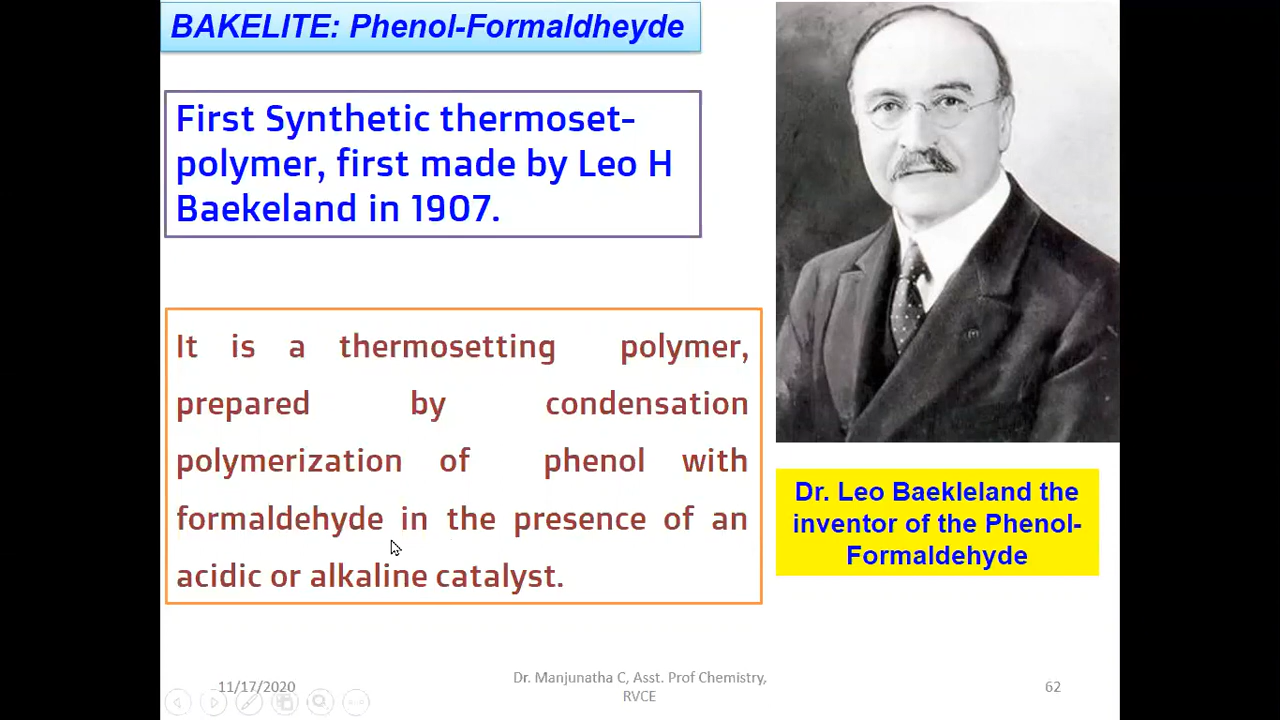 BAKELITE: Phenol-Formaldheyde
First Synthetic thermoset-
polymer, first made by Leo H
Baekeland in 1907.
It is a thermosetting polymer,
prepared by condensation
polymerization of phenol with
formaldehyde in the presence of an
acidic or alkaline catalyst.
Dr. Leo Baekleland the
inventor of the Phenol-
Formaldehyde
11/17/2020
Dr. Manjunatha C, Asst. Prof Chemistry,
RVCE
62